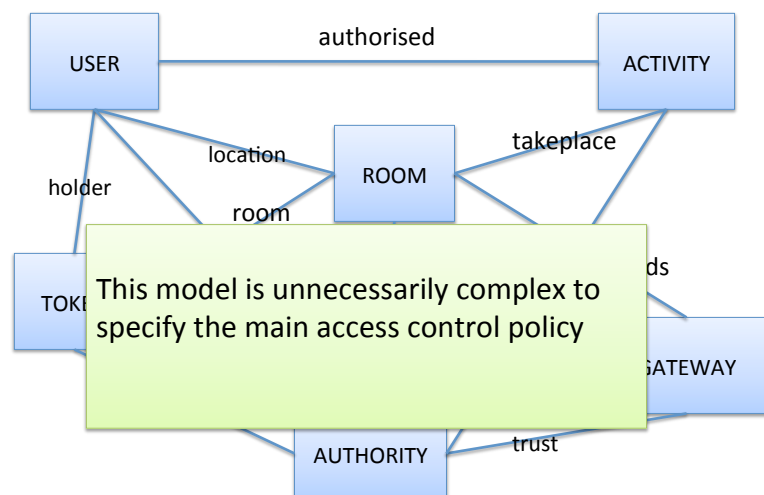 authorised
USER
ACTIVITY
takeplace
location
ROOM
holder
room
ds
TOKE
This model is unnecessarily complex to
specify the main access control policy
GATEWAY
AUTHORITY
trust